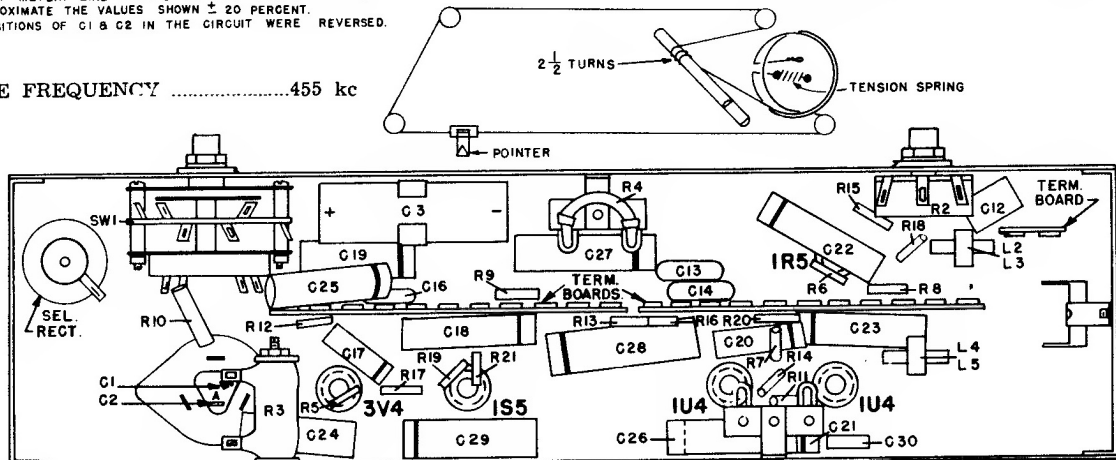 OXIMATE THE VALUES SHOWN ± 20 PERCENT.
SITIONS OF C1 & C2 IN THE CIRCUIT WERE REVERSED.
E FREQUENCY ....................455 kc
2 1/2 TURNS
TENSION SPRING
POINTER
SW1
SEL.
RECT.
+ C3 -
R4
R15
R2
C12
TERM.
BOARD
R18
L2
L3
C19
C27
C22
1R5
C13
C14
R6
R8
C25
C16
R9
TERM.
BOARDS
R10
R12
C18
R13
R16
R20
C23
C17
C28
C20
R7
R14
L4
L5
R19
R21
R17
R11
C1
C2
A
R3
R5
3V4
1S5
1U4
1U4
C24
C29
C26
C21
C30